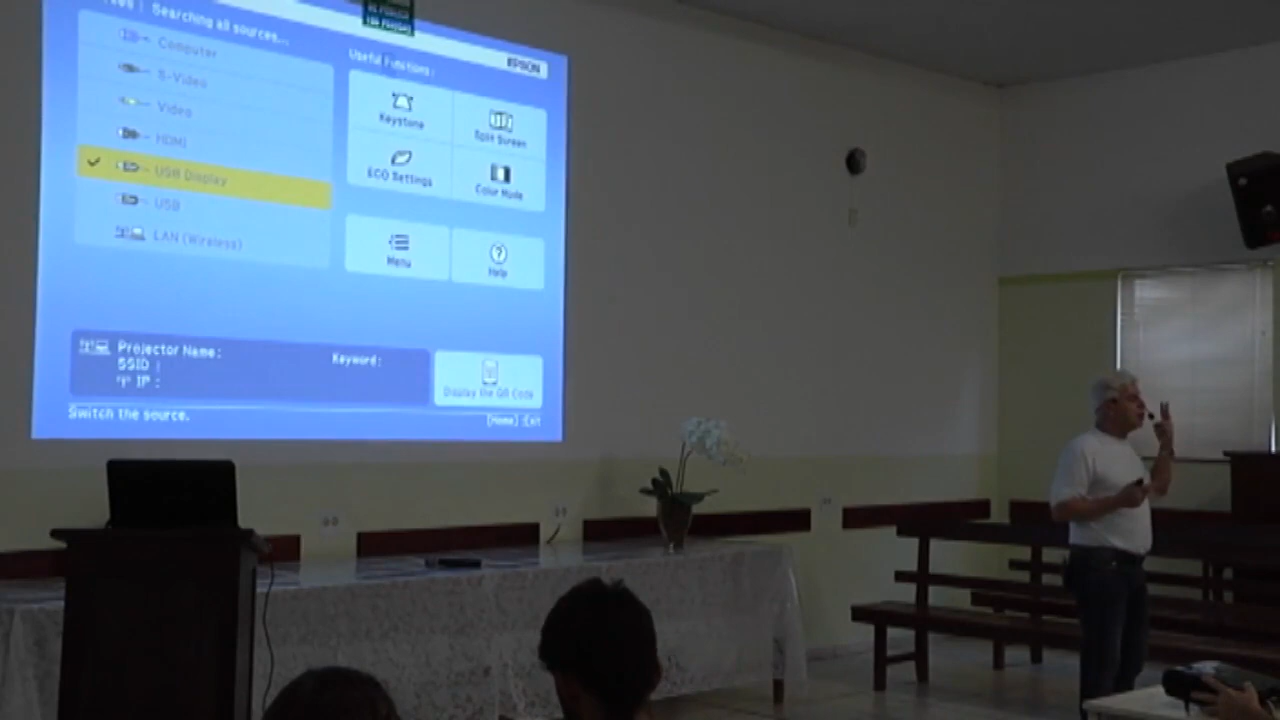 Searching all sources...
EPSON
Computer
S-Video
Video
HDMI
USB Display
USB
LAN (Wireless)
Useful Functions:
Keystone
Split Screen
ECO Settings
Color Mode
Menu
Help
Projector Name:
Keyword:
SSID :
IP :
Display the QR Code
Switch the source.
[Home]:Exit